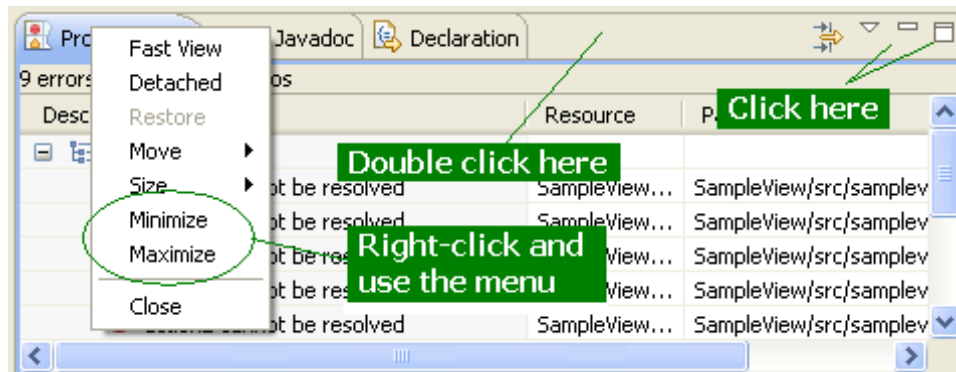 Pro Javadoc Declaration
Fast View
9 errors os
Detached
Click here
Desc Restore Resource P
Move
Double click here
Size ot be resolved SampleView... SampleView/src/samplev
Minimize ot be resolved SampleView... SampleView/src/samplev
Maximize ot be res View... SampleView/src/samplev
Right-click and
use the menu
ot be res View... SampleView/src/samplev
Close
cannot be resolved SampleView... SampleView/src/samplev